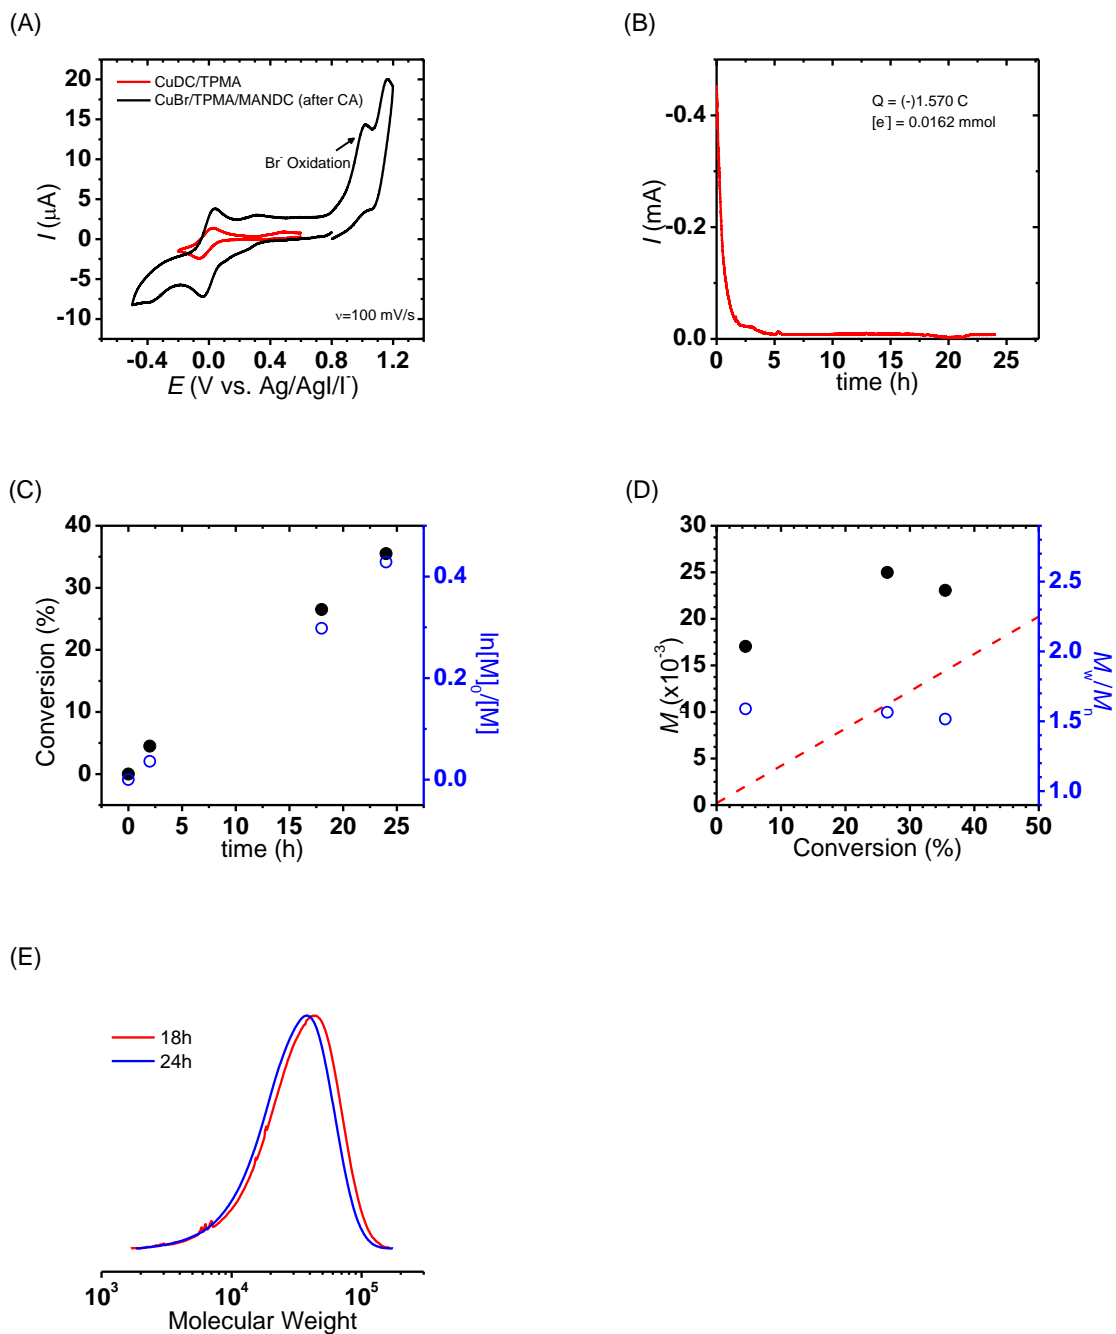 (A)
CuDC/TPMA
CuBr/TPMA/MANDC (after CA)
Br- Oxidation
ν=100 mV/s
20
15
10
5
0
-5
-10
I (μA)
-0.4 0.0 0.4 0.8 1.2
E (V vs. Ag/AgI/I-)
(B)
Q = (-)1.570 C
[e-] = 0.0162 mmol
-0.4
-0.2
0.0
I (mA)
0 5 10 15 20 25
time (h)
(C)
40
35
30
25
20
15
10
5
0
Conversion (%)
0.4
0.2
0.0
ln[M]0/[M]
0 5 10 15 20 25
time (h)
(D)
30
25
20
15
10
5
0
Mn (x10-3)
2.5
2.0
1.5
1.0
Mw/Mn
0 10 20 30 40 50
Conversion (%)
(E)
18h
24h
10^3 10^4 10^5
Molecular Weight